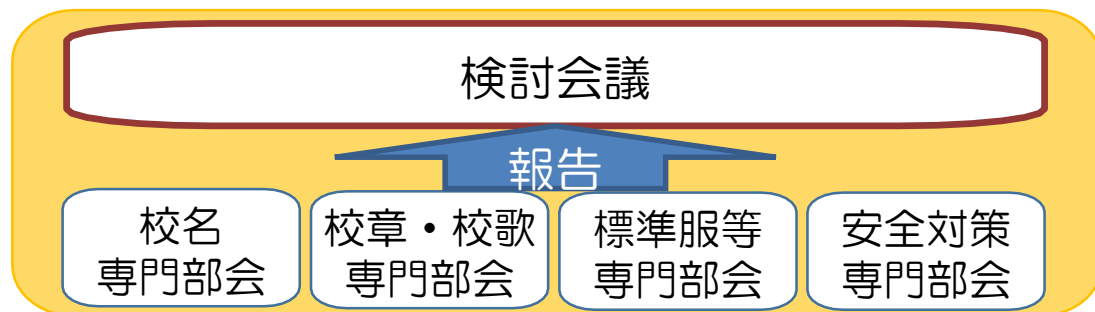 検討会議
報告
校名
専門部会
校章・校歌
専門部会
標準服等
専門部会
安全対策
専門部会